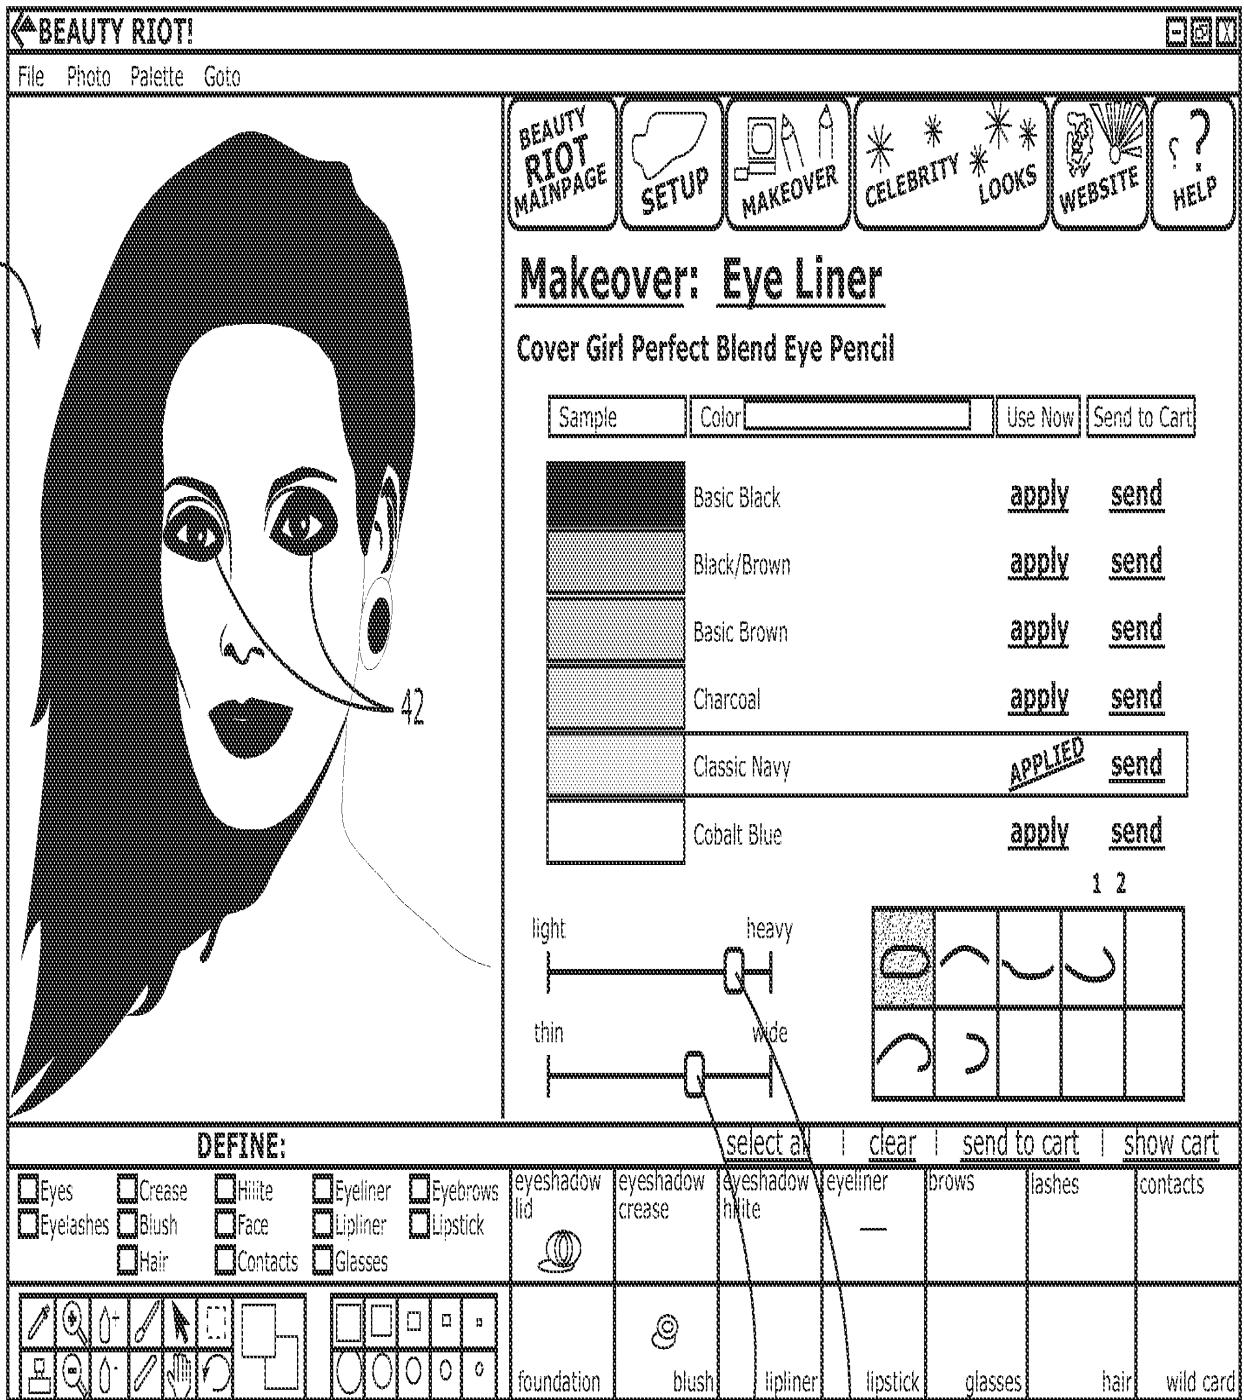 BEAUTY RIOT!
File Photo Palette Goto
BEAUTY RIOT MAINPAGE
SETUP
MAKEOVER
CELEBRITY LOOKS
WEBSITE
HELP
Makeover: Eye Liner
Cover Girl Perfect Blend Eye Pencil
Sample Color Use Now Send to Cart
Basic Black apply send
Black/Brown apply send
Basic Brown apply send
Charcoal apply send
Classic Navy APPLIED send
Cobalt Blue apply send
42
1 2
light heavy
thin wide
DEFINE:
select all | clear | send to cart | show cart
Eyes Crease Hilite Eyeliner Eyebrows
Eyelashes Blush Face Lipliner Lipstick
Hair Contacts Glasses
eyeshadow lid
eyeshadow crease
eyeshadow hilite
eyeliner
brows
lashes
contacts
foundation blush lipliner lipstick glasses hair wild card